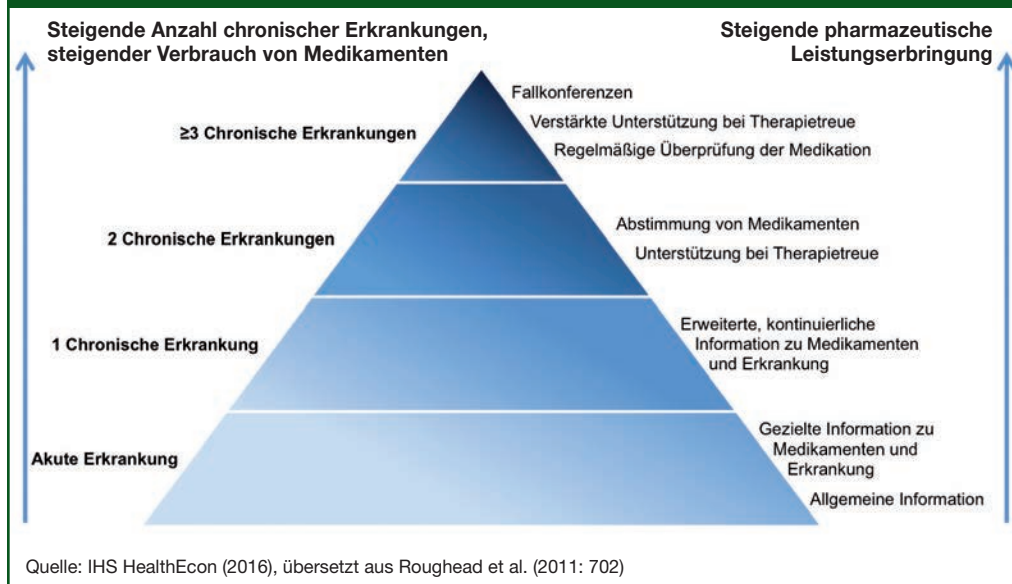 Steigende Anzahl chronischer Erkrankungen,
steigender Verbrauch von Medikamenten
Steigende pharmazeutische
Leistungserbringung
≥3 Chronische Erkrankungen
Fallkonferenzen
Verstärkte Unterstützung bei Therapietreue
Regelmäßige Überprüfung der Medikation
2 Chronische Erkrankungen
Abstimmung von Medikamenten
Unterstützung bei Therapietreue
1 Chronische Erkrankung
Erweiterte, kontinuierliche
Information zu Medikamenten
und Erkrankung
Akute Erkrankung
Gezielte Information zu
Medikamenten und
Erkrankung
Allgemeine Information
Quelle: IHS HealthEcon (2016), übersetzt aus Roughead et al. (2011: 702)